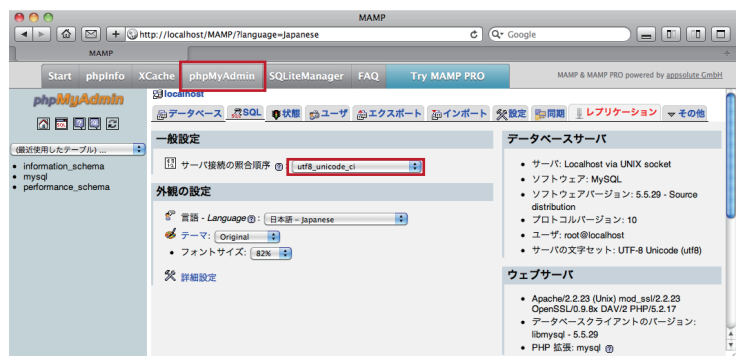 MAMP
http://localhost/MAMP/?language=Japanese
Google
MAMP
Start phpInfo XCache phpMyAdmin SQLiteManager FAQ Try MAMP PRO
MAMP & MAMP PRO powered by appsolute GmbH
phpMyAdmin
localhost
データベース SQL 状態 ユーザ エクスポート インポート 設定 同期 レプリケーション その他
(最近使用したテーブル) ...
information_schema
mysql
performance_schema
一般設定
サーバ接続の照合順序 : utf8_unicode_ci
外観の設定
言語 - Language : 日本語 - Japanese
テーマ: Original
フォントサイズ: 82%
詳細設定
データベースサーバ
サーバ: Localhost via UNIX socket
ソフトウェア: MySQL
ソフトウェアバージョン: 5.5.29 - Source
distribution
プロトコルバージョン: 10
ユーザ: root@localhost
サーバの文字セット: UTF-8 Unicode (utf8)
ウェブサーバ
Apache/2.2.23 (Unix) mod_ssl/2.2.23
OpenSSL/0.9.8x DAV/2 PHP/5.2.17
データベースクライアントのバージョン:
libmysql - 5.5.29
PHP 拡張: mysql